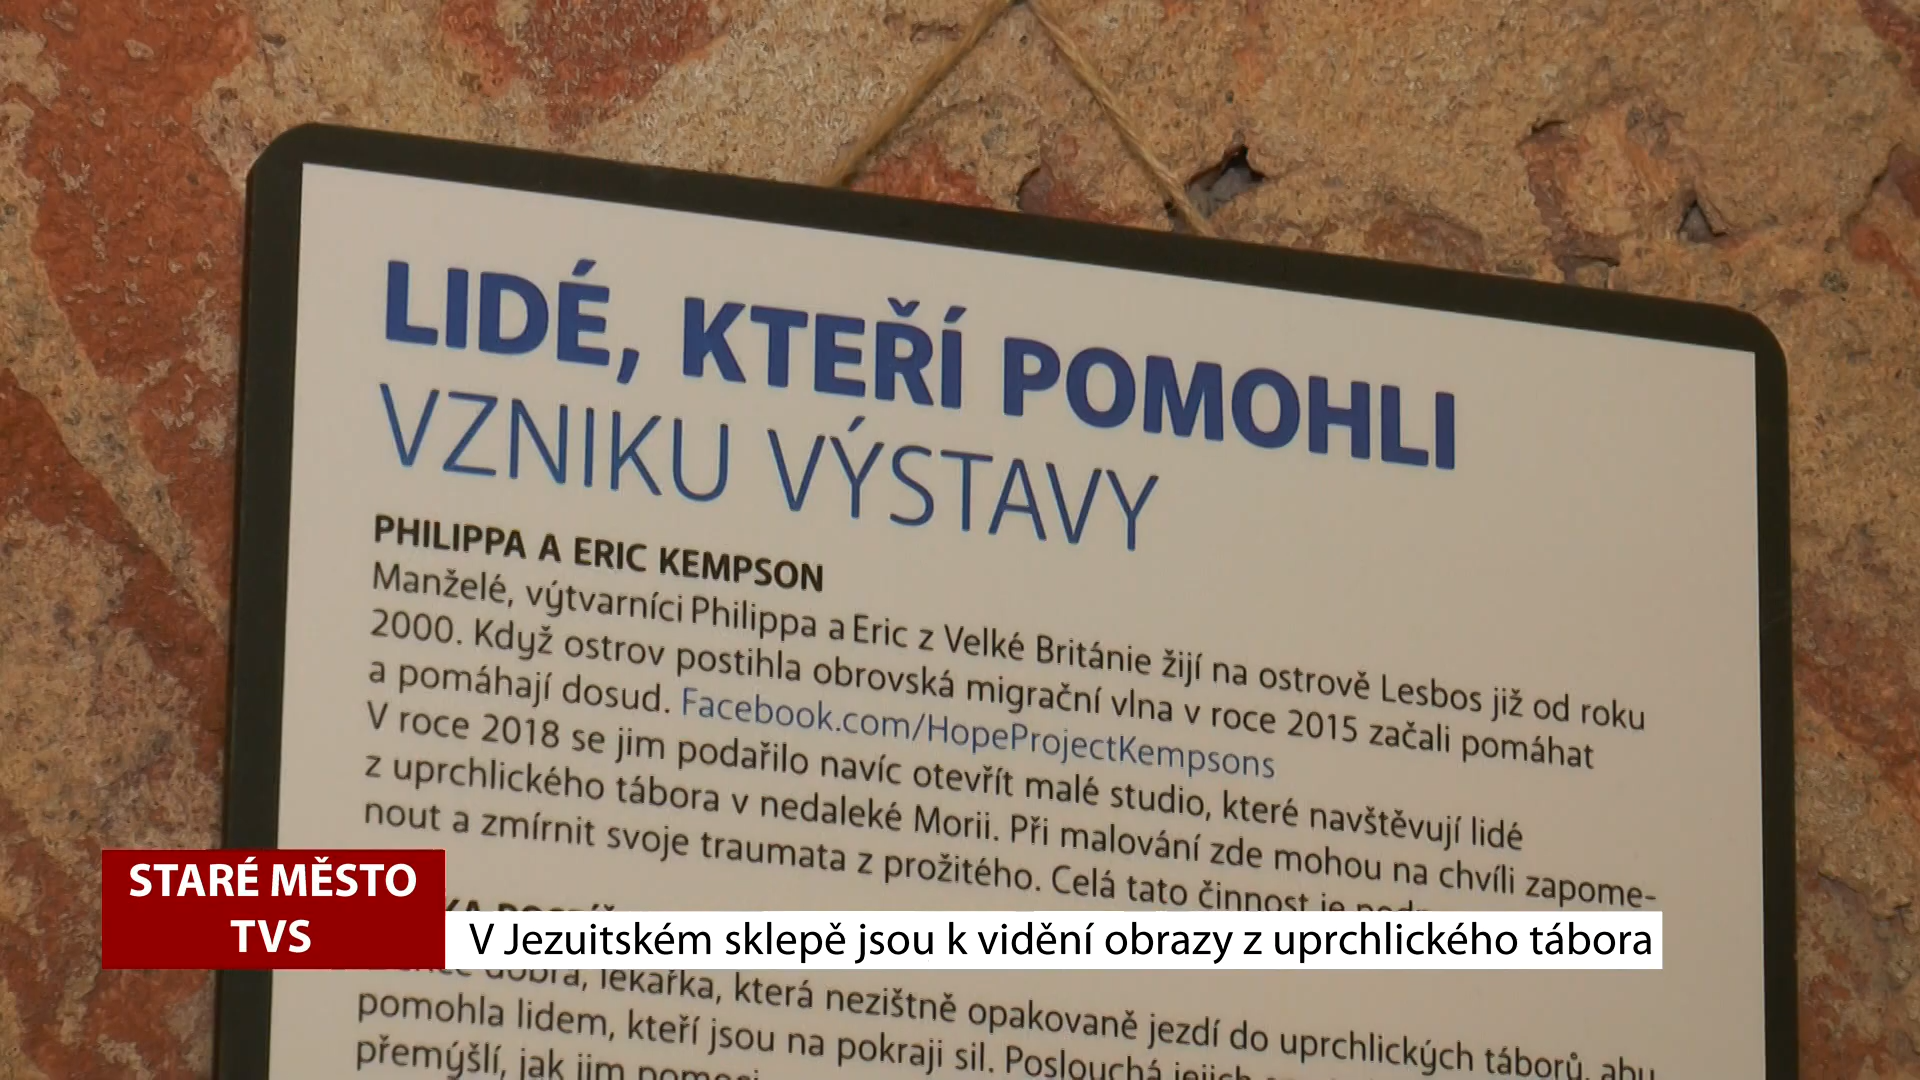 LIDÉ, KTEŘÍ POMOHLI
VZNIKU VÝSTAVY
PHILIPPA A ERIC KEMPSON
Manželé, výtvarníci Philippa a Eric z Velké Británie žijí na ostrově Lesbos již od roku
2000. Když ostrov postihla obrovská migrační vlna v roce 2015 začali pomáhat
a pomáhají dosud. Facebook.com/HopeProjectKempsons
V roce 2018 se jim podařilo navíc otevřít malé studio, které navštěvují lidé
z uprchlického tábora v nedaleké Morii. Při malování zde mohou na chvíli zapome-
nout a zmírnit svoje traumata z prožitého. Celá tato činnost je
STARÉ MĚSTO
TVS
V Jezuitském sklepě jsou k vidění obrazy z uprchlického tábora
dobrá, lékařka, která nezištně opakovaně jezdí do uprchlických táborů, aby
pomohla lidem, kteří jsou na pokraji sil. Poslouchá jejich
přemýšlí, jak jim pomoci